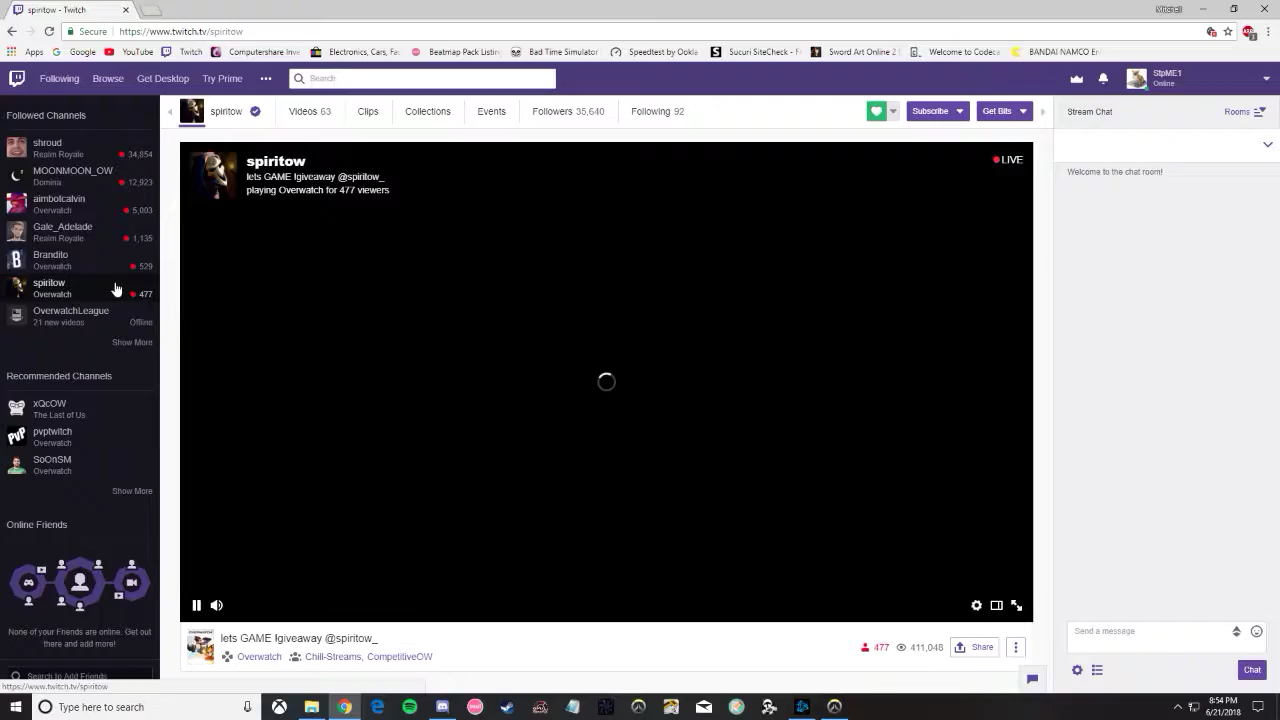 spiritow - Twitch
Mitchell
Secure
https://www.twitch.tv/spiritow
Apps
Google
YouTube
Twitch
Computershare Inve
Electronics, Cars, Fa
Beatmap Pack Listing
Bad Time Simulator
Speedtest by Ookla
Sucuri SiteCheck - F
Sword Art Online 2 E
Welcome to Codeca
BANDAI NAMCO En
Following
Browse
Get Desktop
Try Prime
Search
StpME1
Online
Followed Channels
shroud
Realm Royale
34,854
MOONMOON_OW
Domina
12,923
aimbotcalvin
Overwatch
5,003
Gale_Adelade
Realm Royale
1,135
Brandito
Overwatch
529
spiritow
Overwatch
477
OverwatchLeague
21 new videos
Offline
Show More
Recommended Channels
xQcOW
The Last of Us
pvptwitch
Overwatch
SoOnSM
Overwatch
Show More
Online Friends
None of your Friends are online. Get out
there and add more!
Search to Add Friends
https://www.twitch.tv/spiritow
spiritow
Videos 63
Clips
Collections
Events
Followers 35,640
Following 92
Subscribe
Get Bits
spiritow
lets GAME !giveaway @spiritow_
playing Overwatch for 477 viewers
LIVE
lets GAME !giveaway @spiritow_
Overwatch
Chill-Streams, CompetitiveOW
477
411,048
Share
Stream Chat
Rooms
Welcome to the chat room!
Send a message
Chat
Type here to search
8:54 PM
6/21/2018